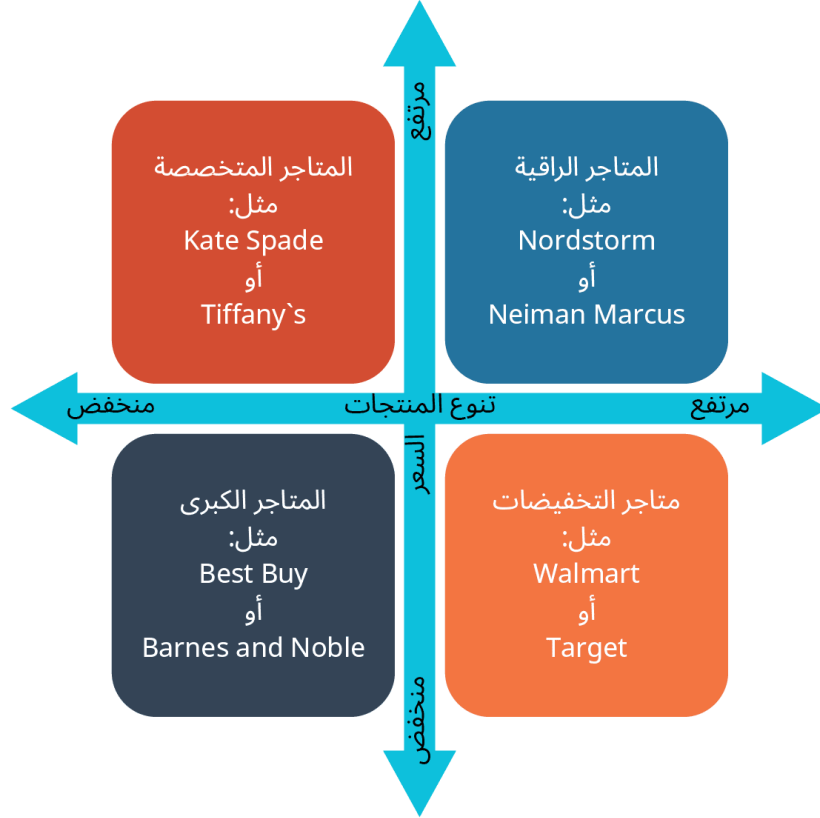 مرتفع
المتاجر الراقية
مثل:
Nordstorm
أو
Neiman Marcus
المتاجر المتخصصة
مثل:
Kate Spade
أو
Tiffany`s
مرتفع
تنوع المنتجات
منخفض
السعر
متاجر التخفيضات
مثل:
Walmart
أو
Target
المتاجر الكبرى
مثل:
Best Buy
أو
Barnes and Noble
منخفض